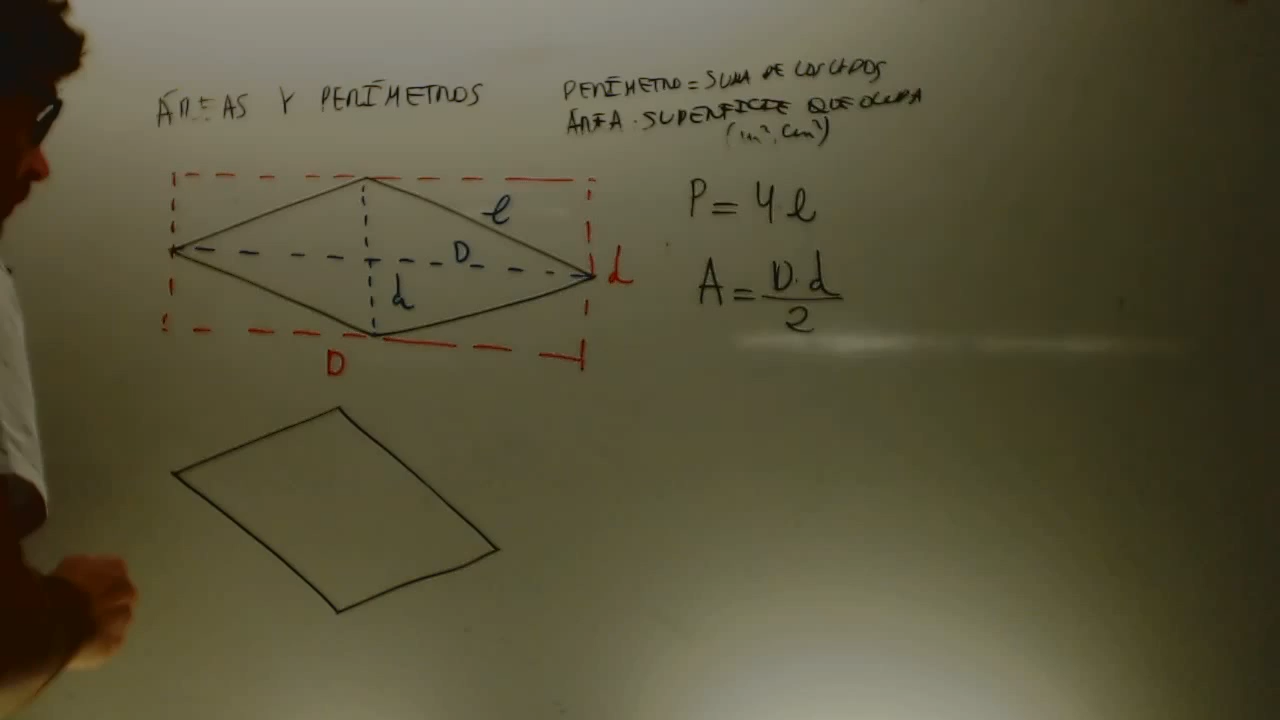 ÁREAS Y PERÍMETROS
PERÍMETRO = SUMA DE LOS LADOS
ÁREA. SUPERFICIE QUE OCUPA
(m², cm²)
l
D
d
d
D
P = 4 l
A = D.d
2